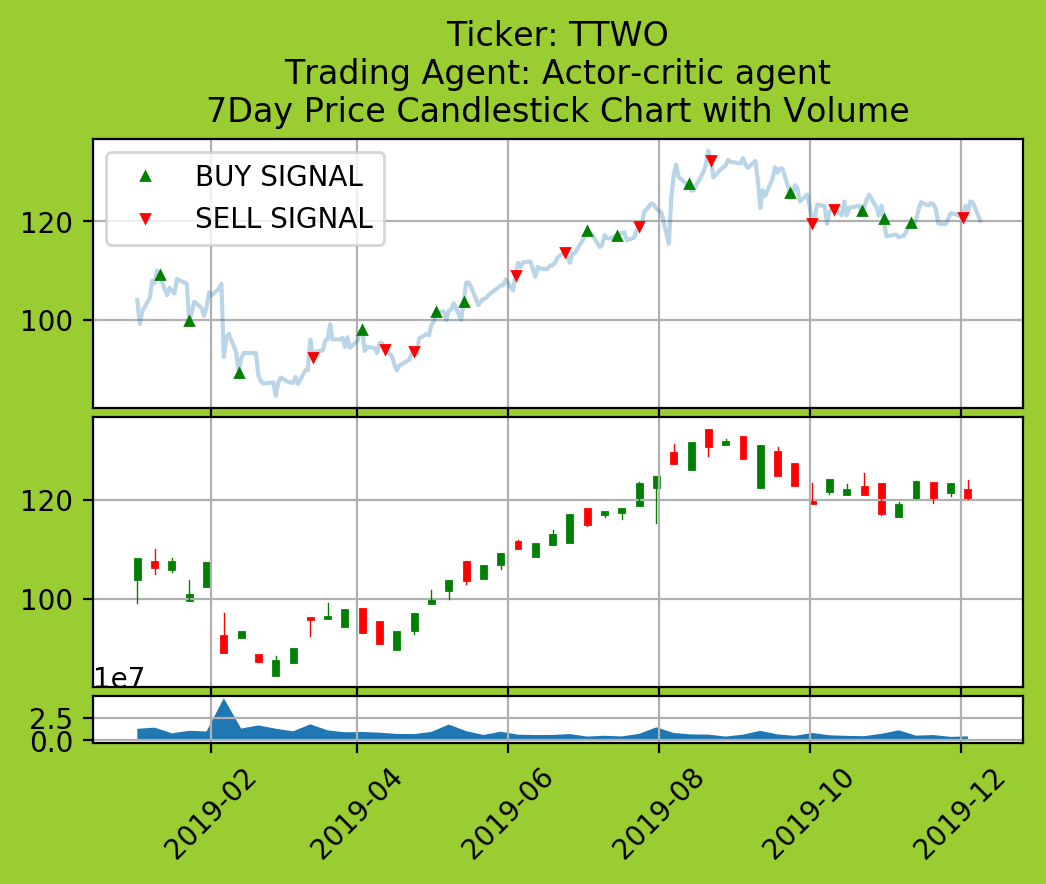 Ticker: TTWO
Trading Agent: Actor-critic agent
7Day Price Candlestick Chart with Volume
BUY SIGNAL
SELL SIGNAL
120
100
120
100
1e7
2.5
0.0
2019-02
2019-04
2019-06
2019-08
2019-10
2019-12